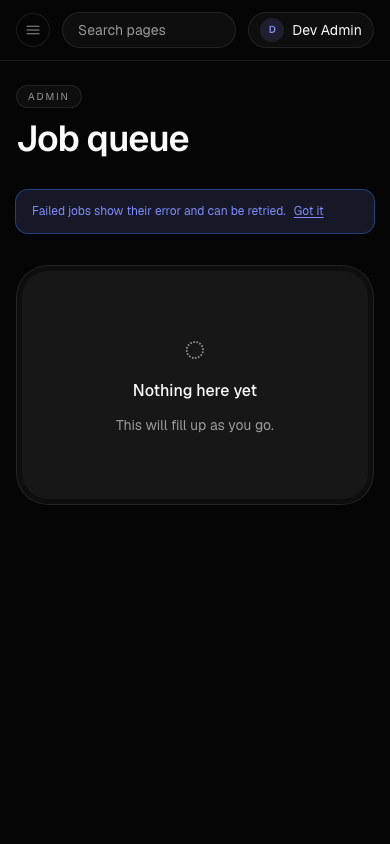 Search pages
D
Dev Admin
ADMIN
Job queue
Failed jobs show their error and can be retried. Got it
Nothing here yet
This will fill up as you go.